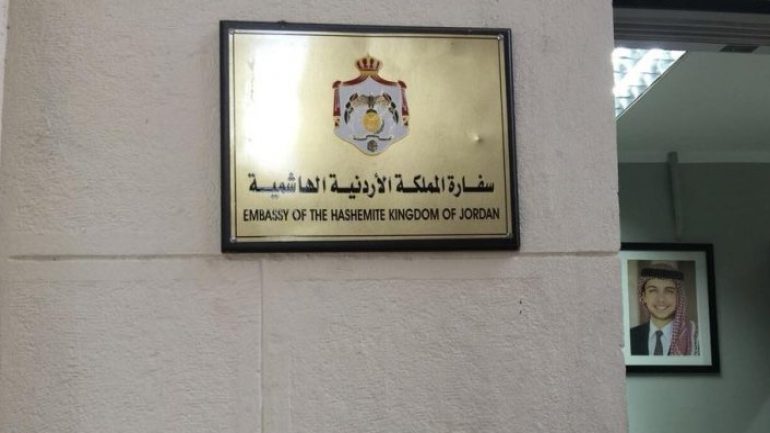 سفارة المملكة الأردنية الهاشمية
EMBASSY OF THE HASHEMITE KINGDOM OF JORDAN